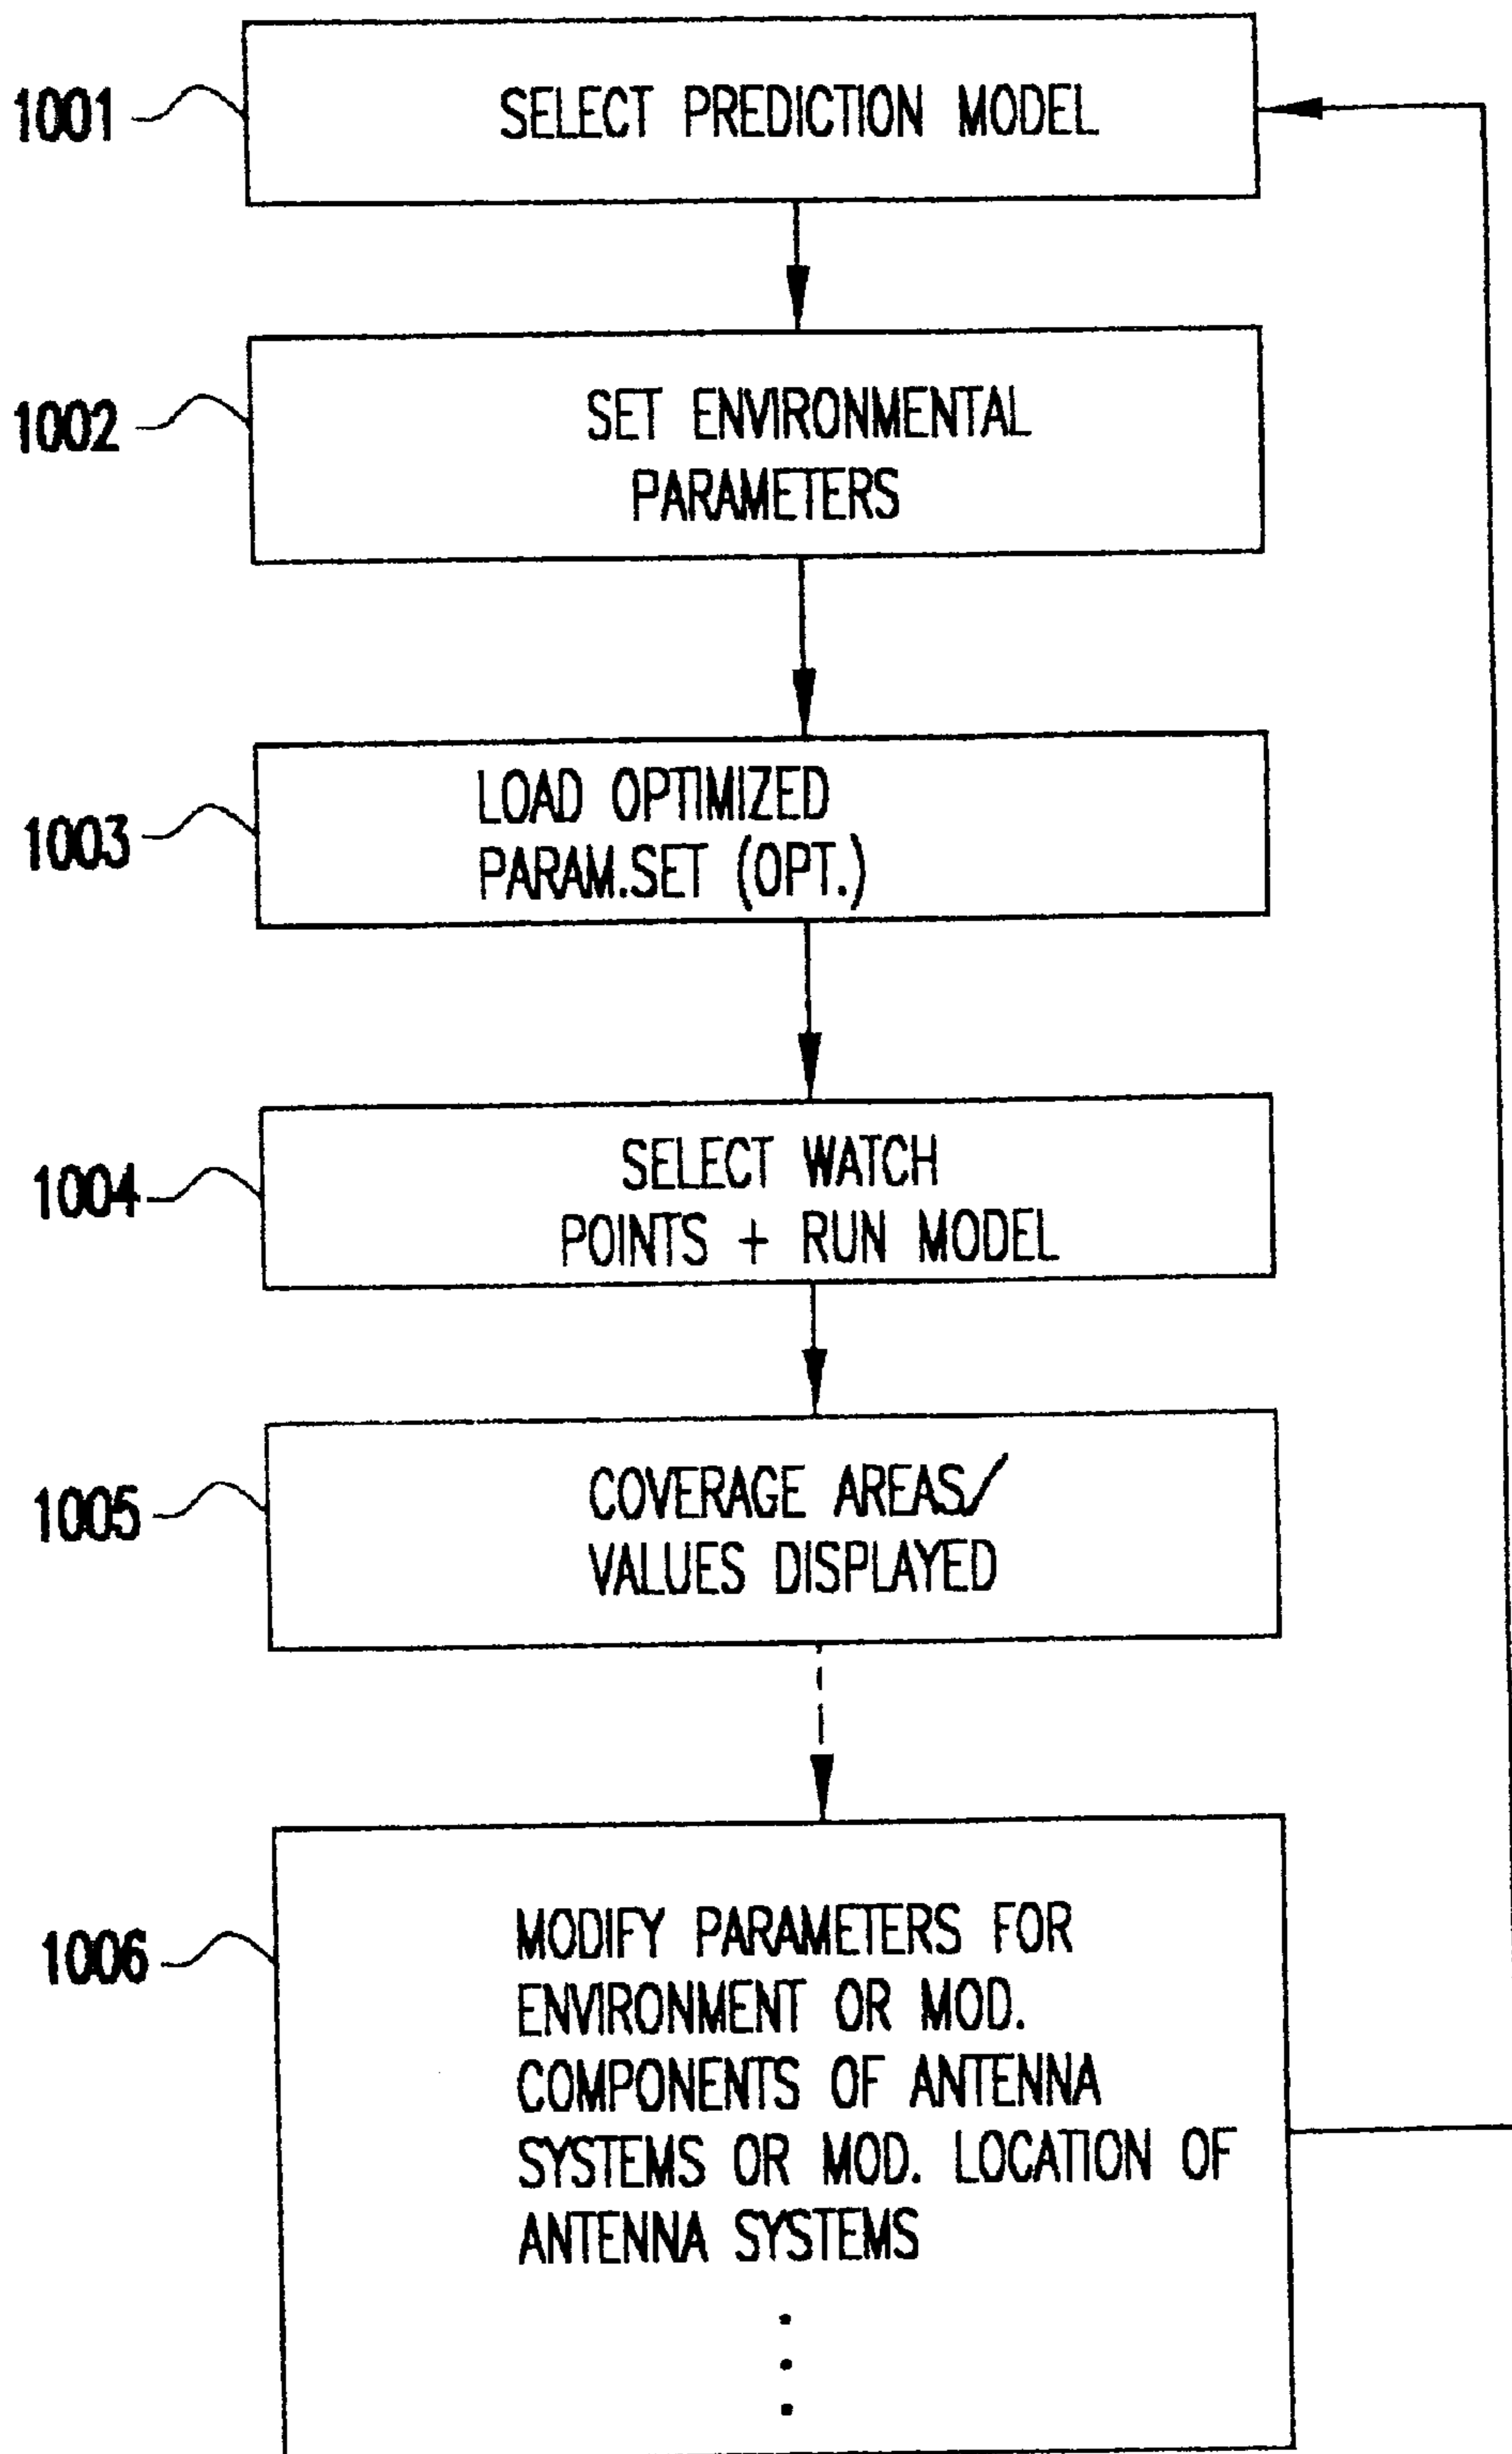 1001
SELECT PREDICTION MODEL
1002
SET ENVIRONMENTAL
PARAMETERS
1003
LOAD OPTIMIZED
PARAM.SET (OPT.)
1004
SELECT WATCH
POINTS + RUN MODEL
1005
COVERAGE AREAS/
VALUES DISPLAYED
1006
MODIFY PARAMETERS FOR
ENVIRONMENT OR MOD.
COMPONENTS OF ANTENNA
SYSTEMS OR MOD. LOCATION OF
ANTENNA SYSTEMS